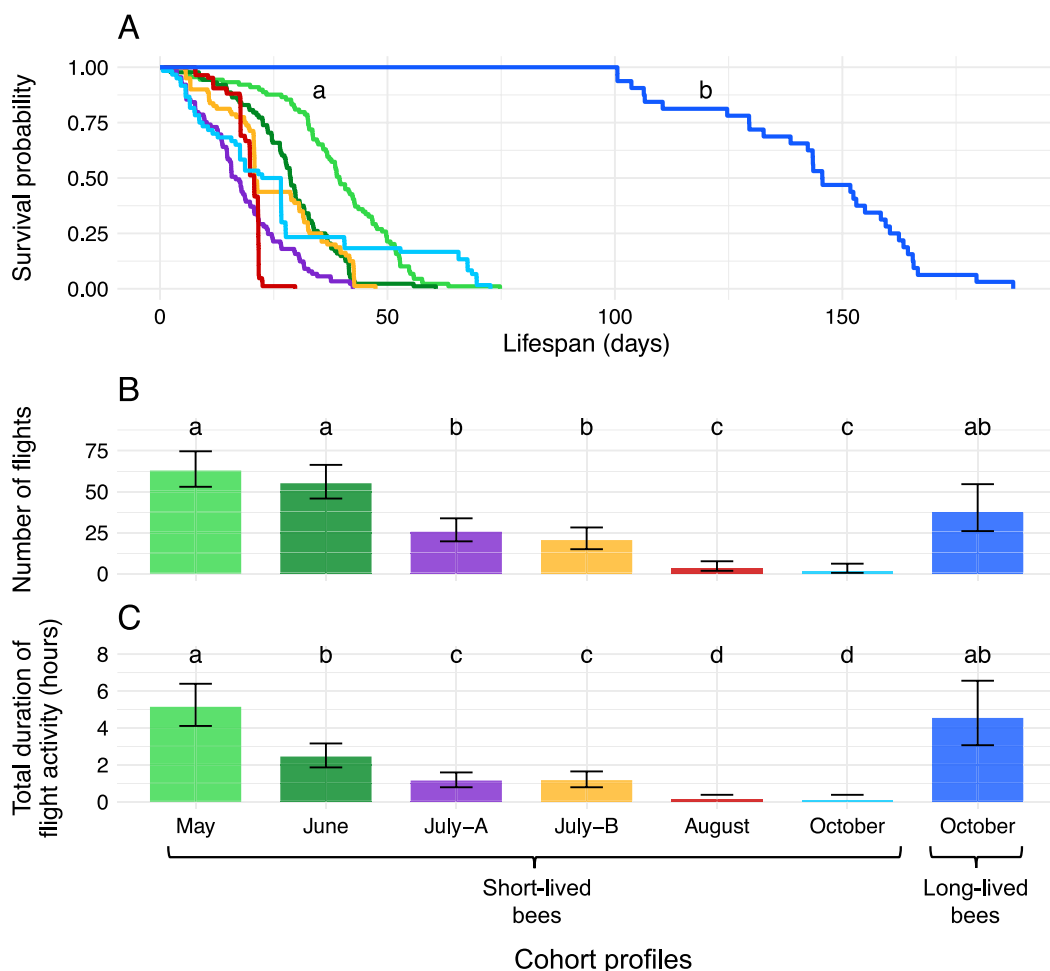 A
Survival probability
1.00
0.75
0.50
0.25
0.00
a
b
0
50
100
150
Lifespan (days)
B
Number of flights
75
50
25
0
a
a
b
b
c
c
ab
C
Total duration of
flight activity (hours)
8
6
4
2
0
a
b
c
c
d
d
ab
May
June
July–A
July–B
August
October
October
Short-lived
bees
Long-lived
bees
Cohort profiles